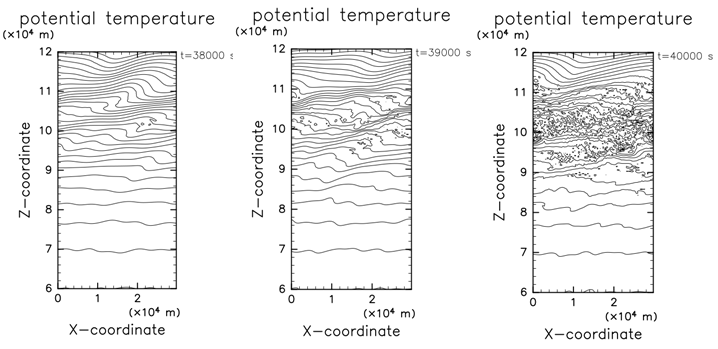 potential temperature
(×10⁴ m)
t=38000 s
12
11
10
9
8
7
6
Z−coordinate
0
1
2
(×10⁴ m)
X−coordinate
potential temperature
(×10⁴ m)
t=39000 s
12
11
10
9
8
7
6
Z−coordinate
0
1
2
(×10⁴ m)
X−coordinate
potential temperature
(×10⁴ m)
t=40000 s
12
11
10
9
8
7
6
Z−coordinate
0
1
2
(×10⁴ m)
X−coordinate